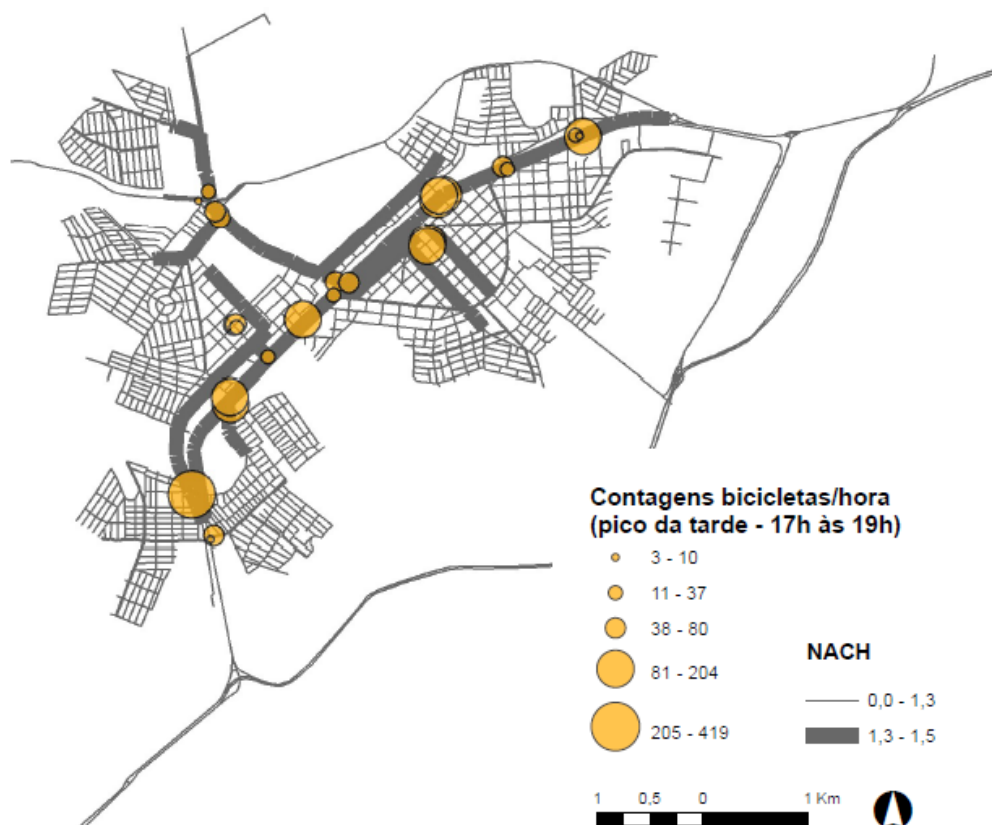 Contagens bicicletas/hora
(pico da tarde - 17h às 19h)
3 - 10
11 - 37
38 - 80
81 - 204
205 - 419
NACH
0,0 - 1,3
1,3 - 1,5
1 0,5 0 1 Km